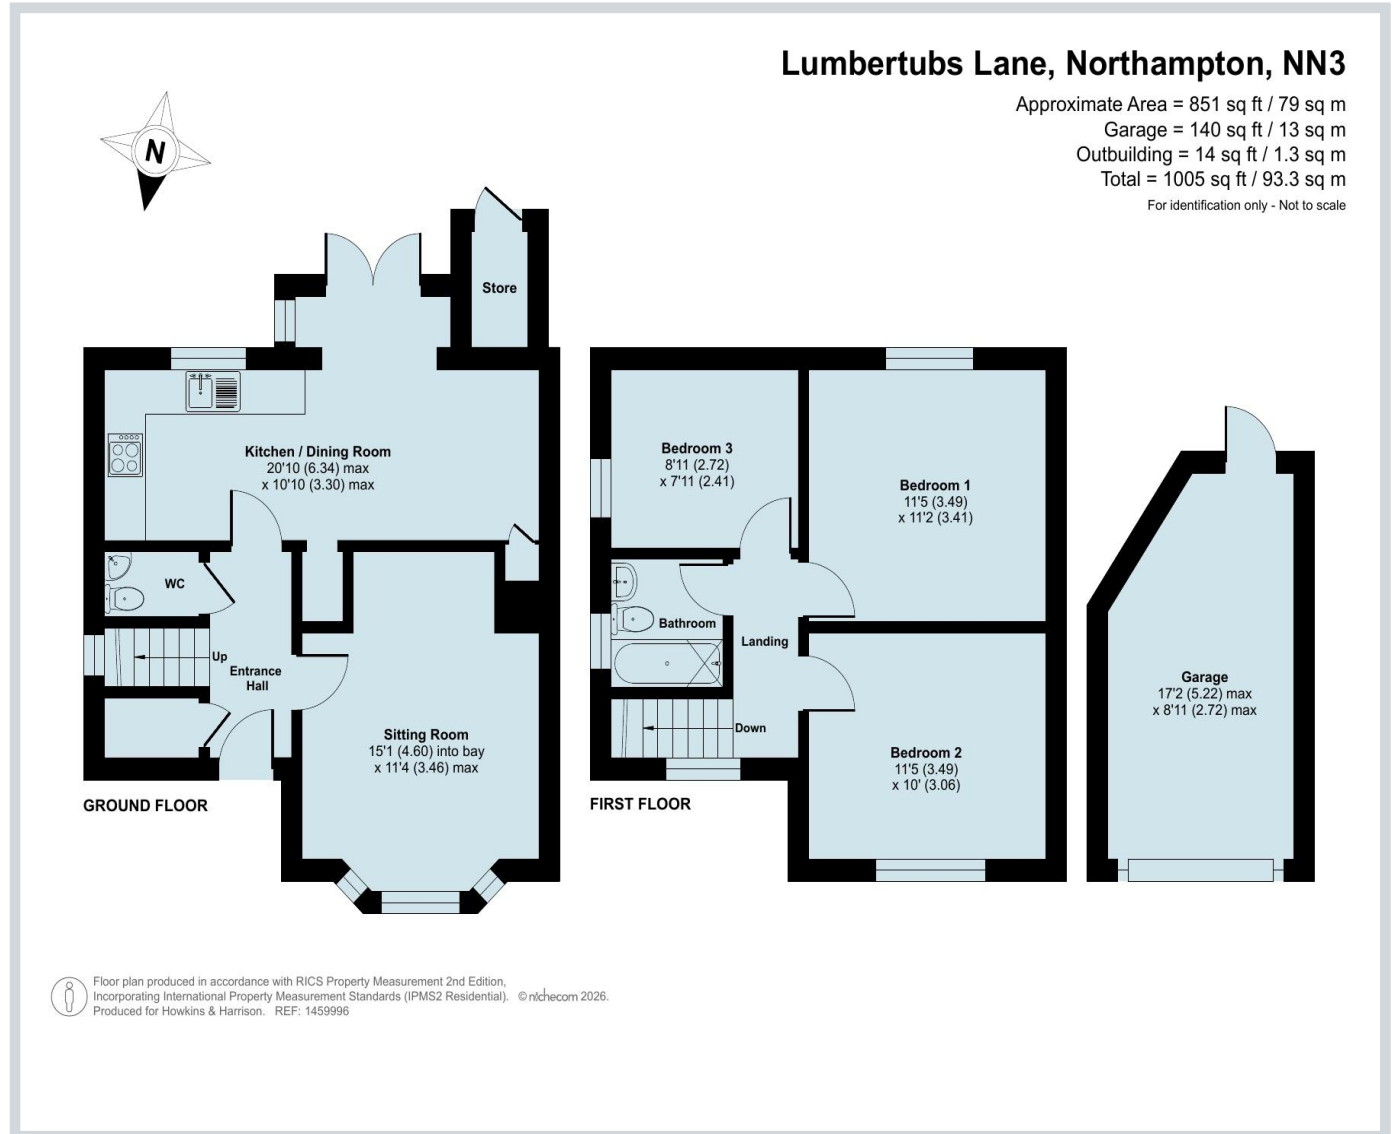 Lumbertubs Lane, Northampton, NN3
Approximate Area = 851 sq ft / 79 sq m
Garage = 140 sq ft / 13 sq m
Outbuilding = 14 sq ft / 1.3 sq m
Total = 1005 sq ft / 93.3 sq m
For identification only - Not to scale
N
Store
Kitchen / Dining Room
20'10 (6.34) max
x 10'10 (3.30) max
WC
Up
Entrance
Hall
Sitting Room
15'1 (4.60) into bay
x 11'4 (3.46) max
GROUND FLOOR
Bedroom 3
8'11 (2.72)
x 7'11 (2.41)
Bedroom 1
11'5 (3.49)
x 11'2 (3.41)
Bathroom
Landing
Down
Bedroom 2
11'5 (3.49)
x 10' (3.06)
FIRST FLOOR
Garage
17'2 (5.22) max
x 8'11 (2.72) max
Floor plan produced in accordance with RICS Property Measurement 2nd Edition,
Incorporating International Property Measurement Standards (IPMS2 Residential). © nichecom 2026.
Produced for Howkins & Harrison. REF: 1459996